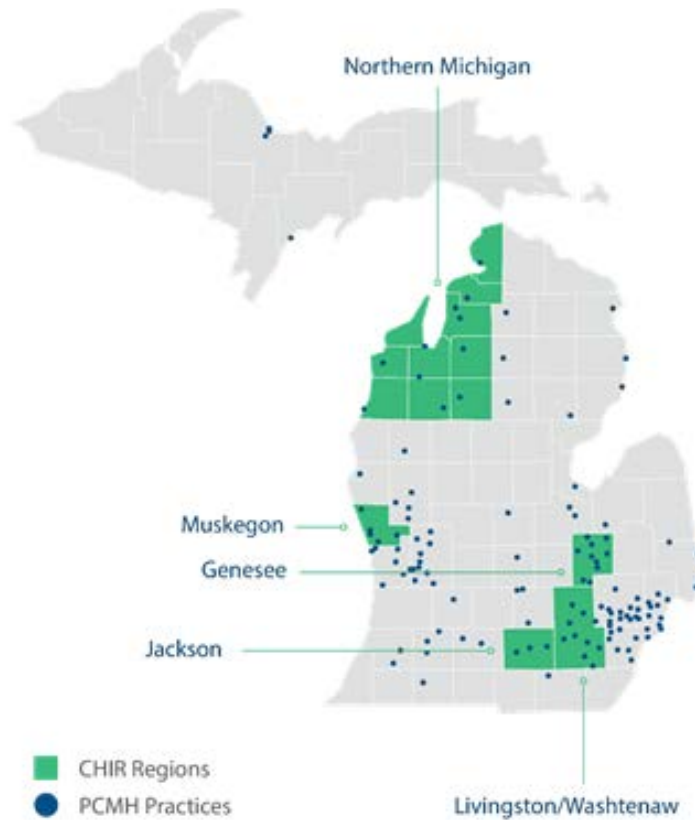 Northern Michigan
Muskegon
Genesee
Jackson
CHIR Regions
PCMH Practices
Livingston/Washtenaw